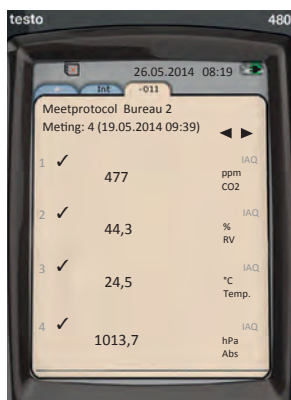 testo 480
26.05.2014 08:19
Int -011
Meetprotocol Bureau 2
Meting: 4 (19.05.2014 09:39)
1 ✓ 477 IAQ
ppm
CO2
2 ✓ 44,3 IAQ
%
RV
3 ✓ 24,5 IAQ
°C
Temp.
4 ✓ 1013,7 IAQ
hPa
Abs